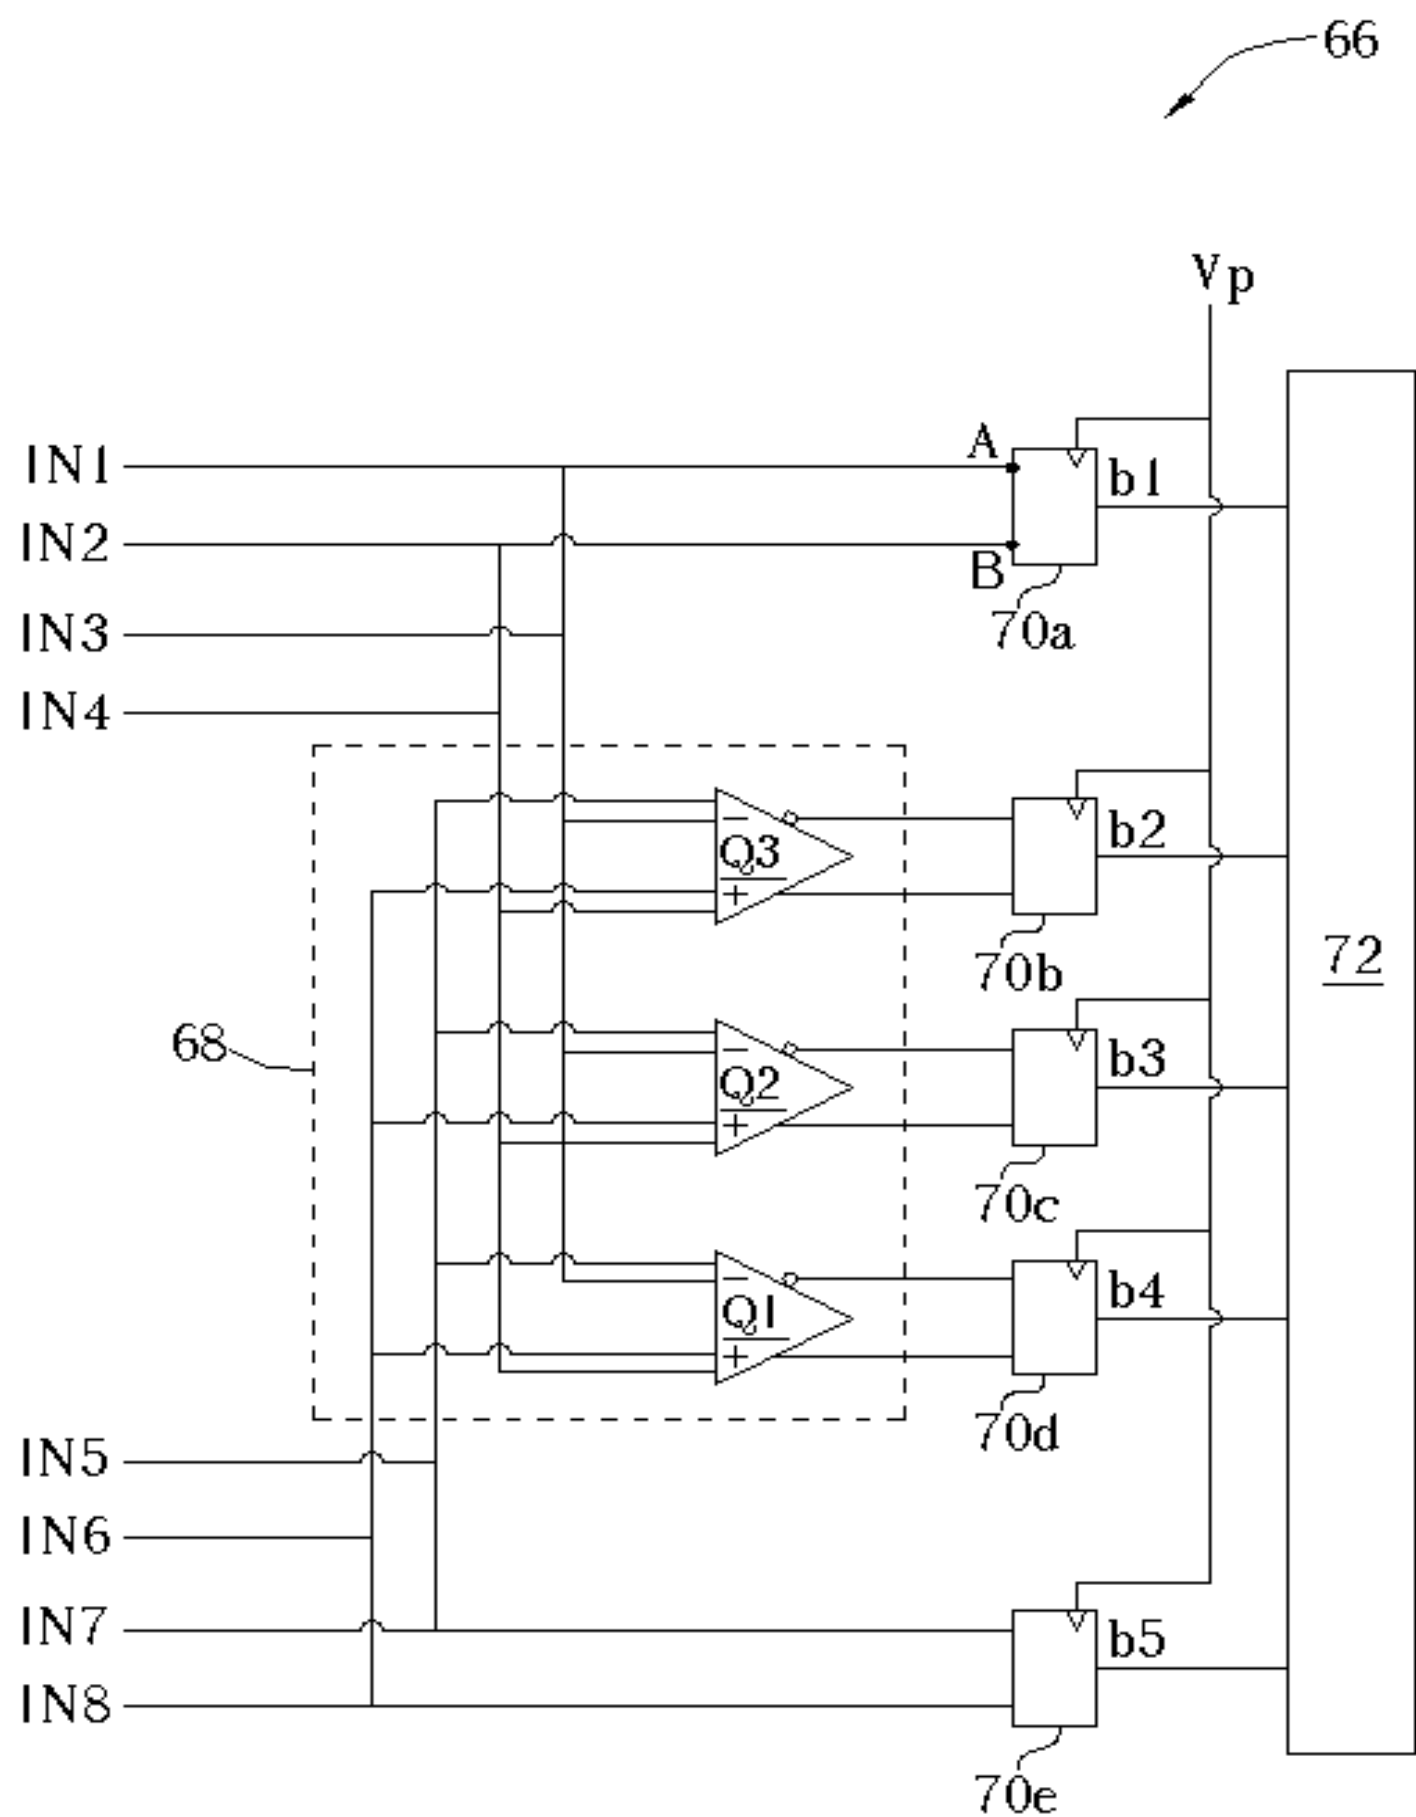 66
Vp
IN1
A
b1
IN2
B
70a
IN3
IN4
b2
−
Q3
+
70b
72
68
b3
−
Q2
+
70c
b4
−
Q1
+
70d
IN5
IN6
IN7
b5
IN8
70e